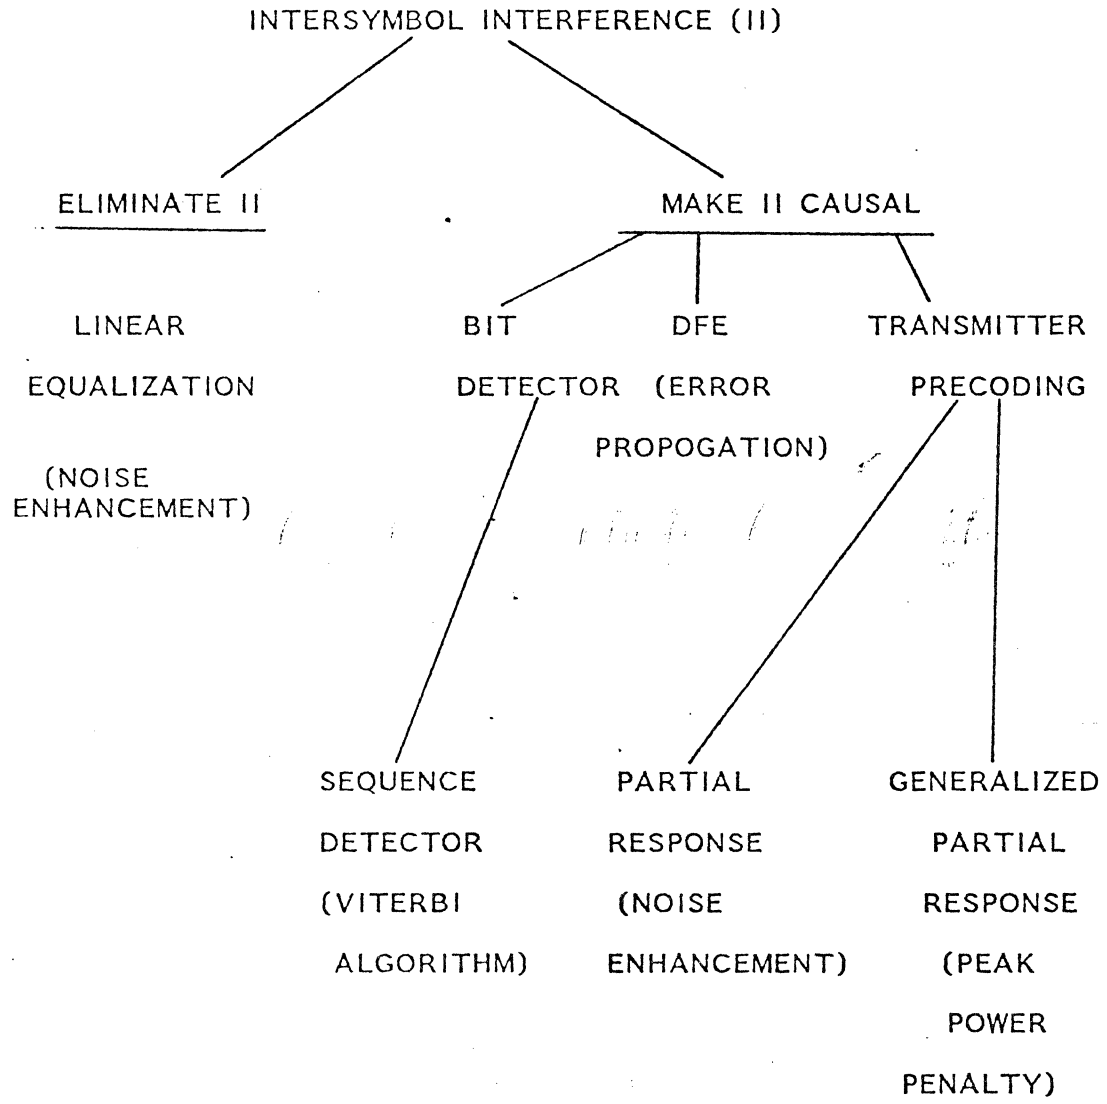 INTERSYMBOL INTERFERENCE (II)
ELIMINATE II
MAKE II CAUSAL
LINEAR
EQUALIZATION
(NOISE
ENHANCEMENT)
BIT
DETECTOR
DFE
(ERROR
PROPOGATION)
TRANSMITTER
PRECODING
SEQUENCE
DETECTOR
(VITERBI
ALGORITHM)
PARTIAL
RESPONSE
(NOISE
ENHANCEMENT)
GENERALIZED
PARTIAL
RESPONSE
(PEAK
POWER
PENALTY)